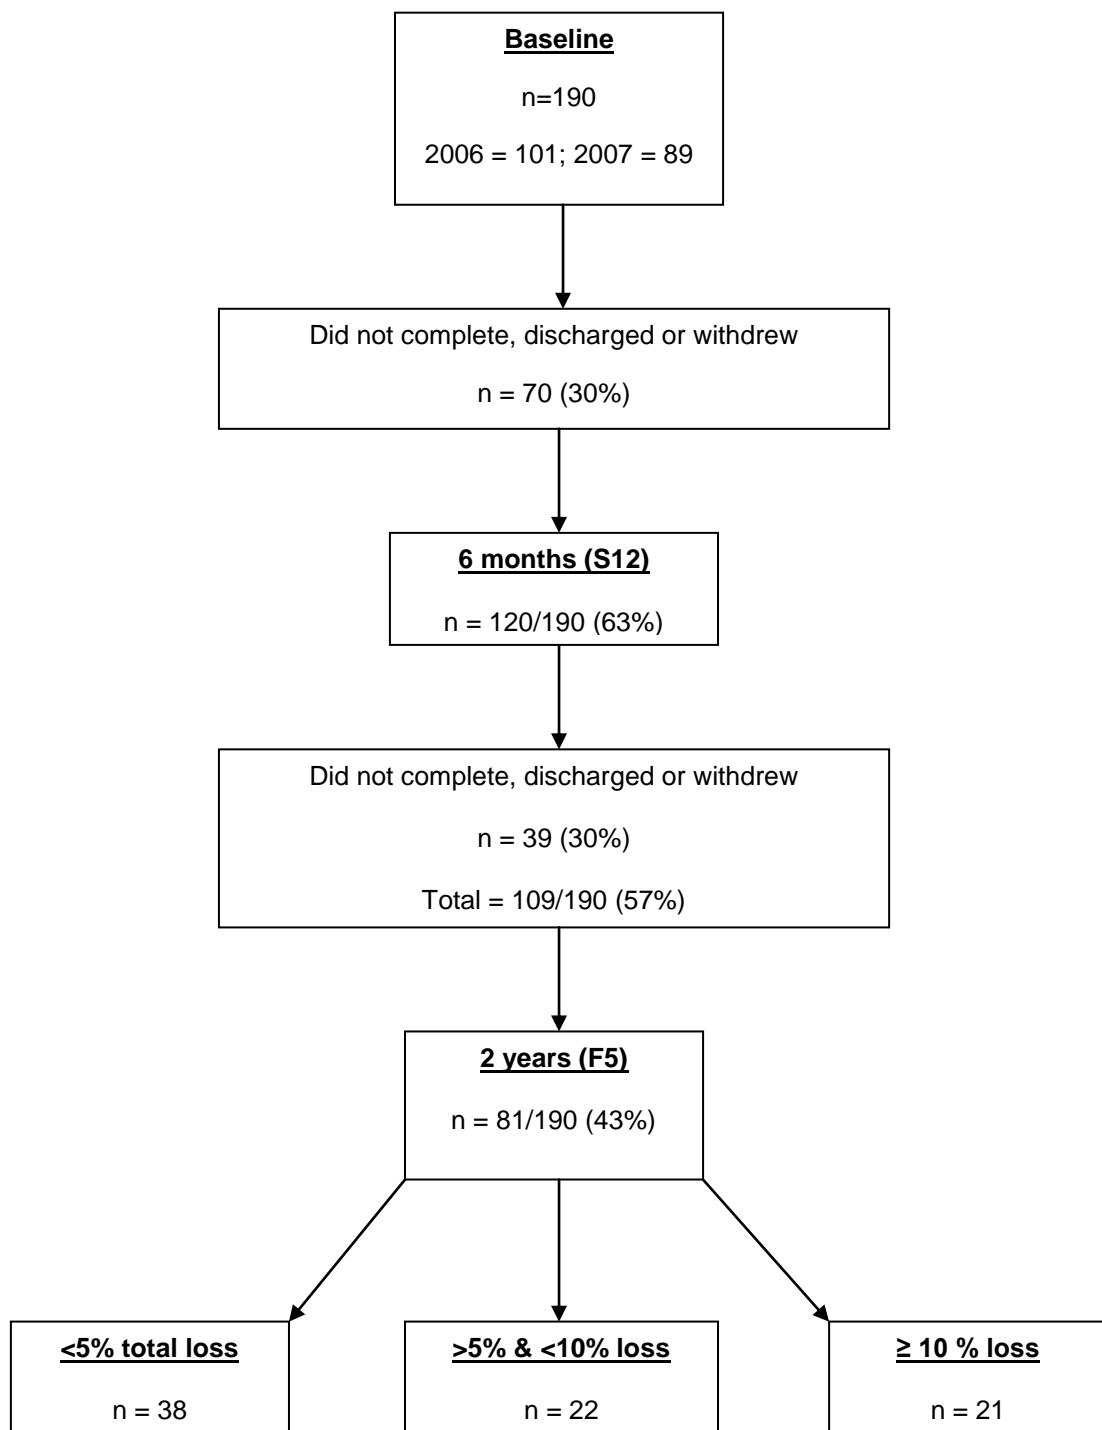 Baseline
n=190
2006 = 101; 2007 = 89
Did not complete, discharged or withdrew
n = 70 (30%)
6 months (S12)
n = 120/190 (63%)
Did not complete, discharged or withdrew
n = 39 (30%)
Total = 109/190 (57%)
2 years (F5)
n = 81/190 (43%)
<5% total loss
n = 38
>5% & <10% loss
n = 22
≥ 10 % loss
n = 21